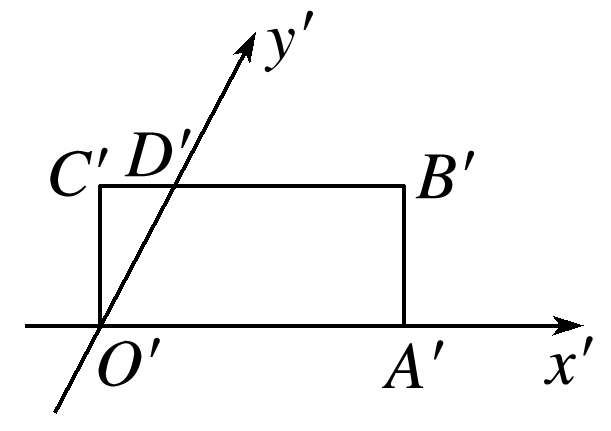 y′
C′ D′ B′
O′ A′ x′